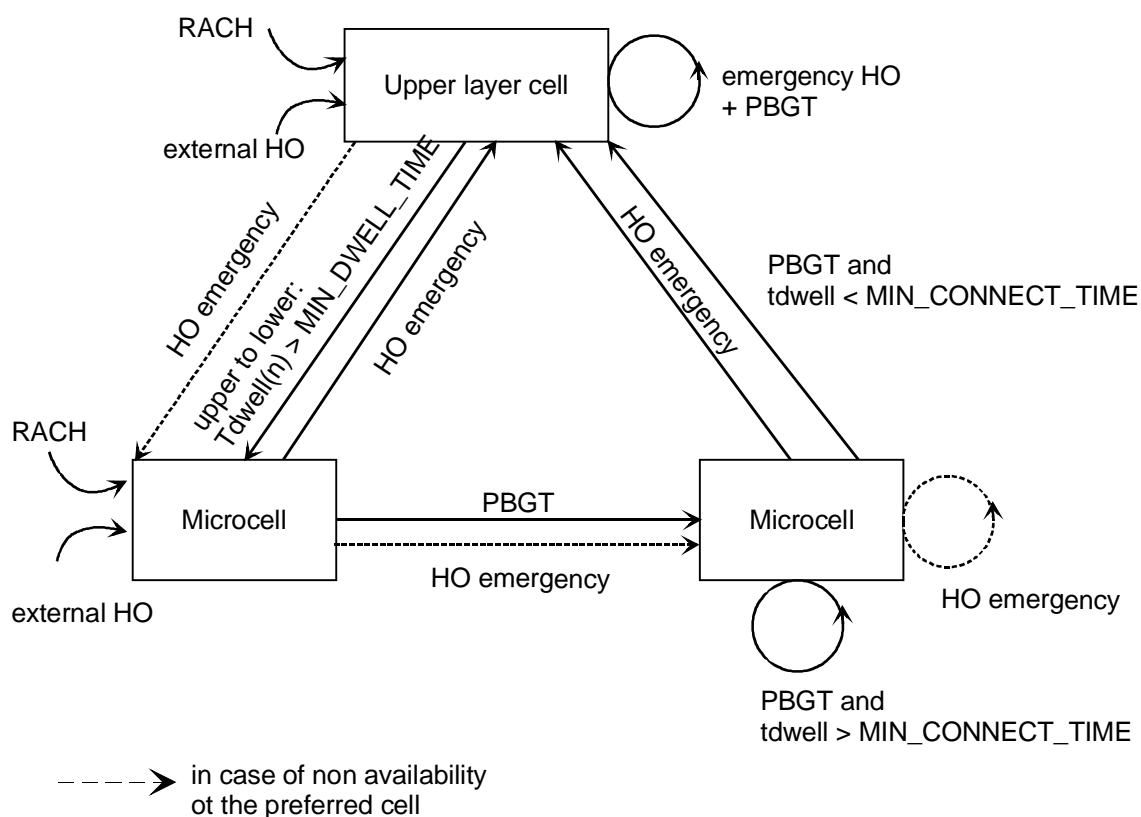 RACH
Upper layer cell
emergency HO
+ PBGT
external HO
HO emergency
upper to lower:
Tdwell(n) > MIN_DWELL_TIME
HO emergency
HO emergency
PBGT and
tdwell < MIN_CONNECT_TIME
RACH
Microcell
PBGT
Microcell
HO emergency
HO emergency
external HO
PBGT and
tdwell > MIN_CONNECT_TIME
in case of non availability
ot the preferred cell